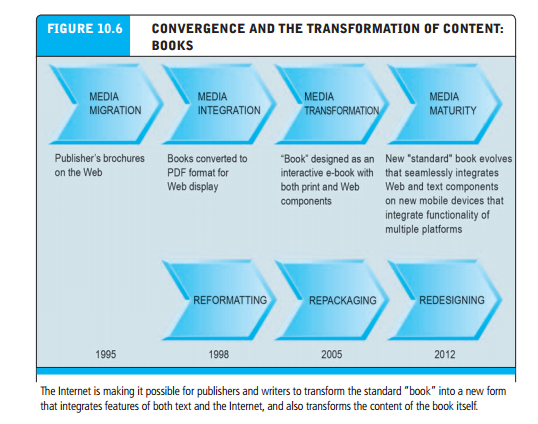 FIGURE 10.6
CONVERGENCE AND THE TRANSFORMATION OF CONTENT:
BOOKS
MEDIA
MIGRATION
MEDIA
INTEGRATION
MEDIA
TRANSFORMATION
MEDIA
MATURITY
Publisher's brochures
on the Web
Books converted to
PDF format for
Web display
"Book" designed as an
interactive e-book with
both print and Web
components
New "standard" book evolves
that seamlessly integrates
Web and text components
on new mobile devices that
integrate functionality of
multiple platforms
REFORMATTING
REPACKAGING
REDESIGNING
1995
1998
2005
2012
The Internet is making it possible for publishers and writers to transform the standard "book" into a new form
that integrates features of both text and the Internet, and also transforms the content of the book itself.